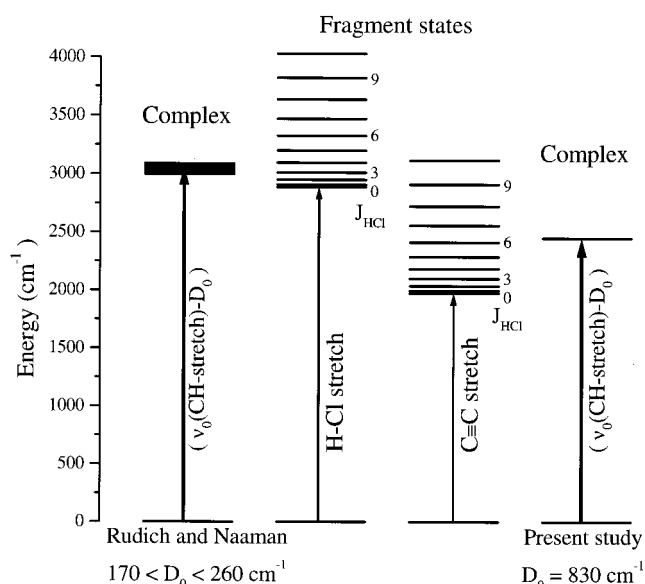 Fragment states
4000
3500
3000
2500
2000
1500
1000
500
0
Energy (cm⁻¹)
Complex
( ν₀(CH-stretch)-D₀ )
9
6
3
0
J_HCl
H-Cl stretch
9
6
3
0
J_HCl
C≡C stretch
Complex
( ν₀(CH-stretch)-D₀ )
Rudich and Naaman
170 < D₀ < 260 cm⁻¹
Present study
D₀ = 830 cm⁻¹